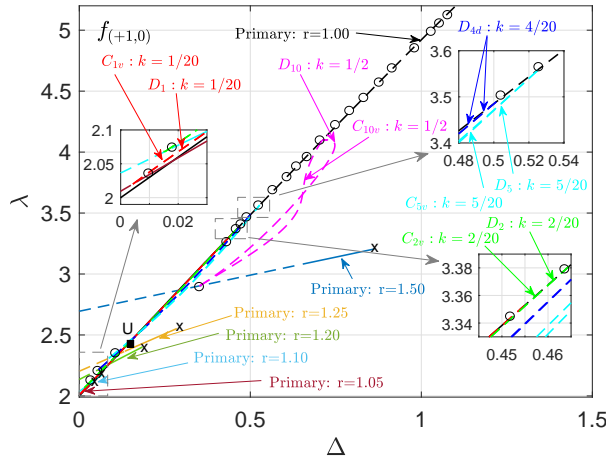 f(+1,0)
Primary: r=1.00
C1v : k = 1/20
D1 : k = 1/20
D10 : k = 1/2
C10v : k = 1/2
D4d : k = 4/20
3.6
3.5
3.4
0.48 0.5 0.52 0.54
D5 : k = 5/20
C5v : k = 5/20
D2 : k = 2/20
C2v : k = 2/20
2.1
2.05
2
0 0.02
3.38
3.36
3.34
0.45 0.46
Primary: r=1.50
Primary: r=1.25
Primary: r=1.20
Primary: r=1.10
Primary: r=1.05
U
x
x
x
x
5
4.5
4
3.5
3
2.5
2
λ
0 0.5 1 1.5
Δ